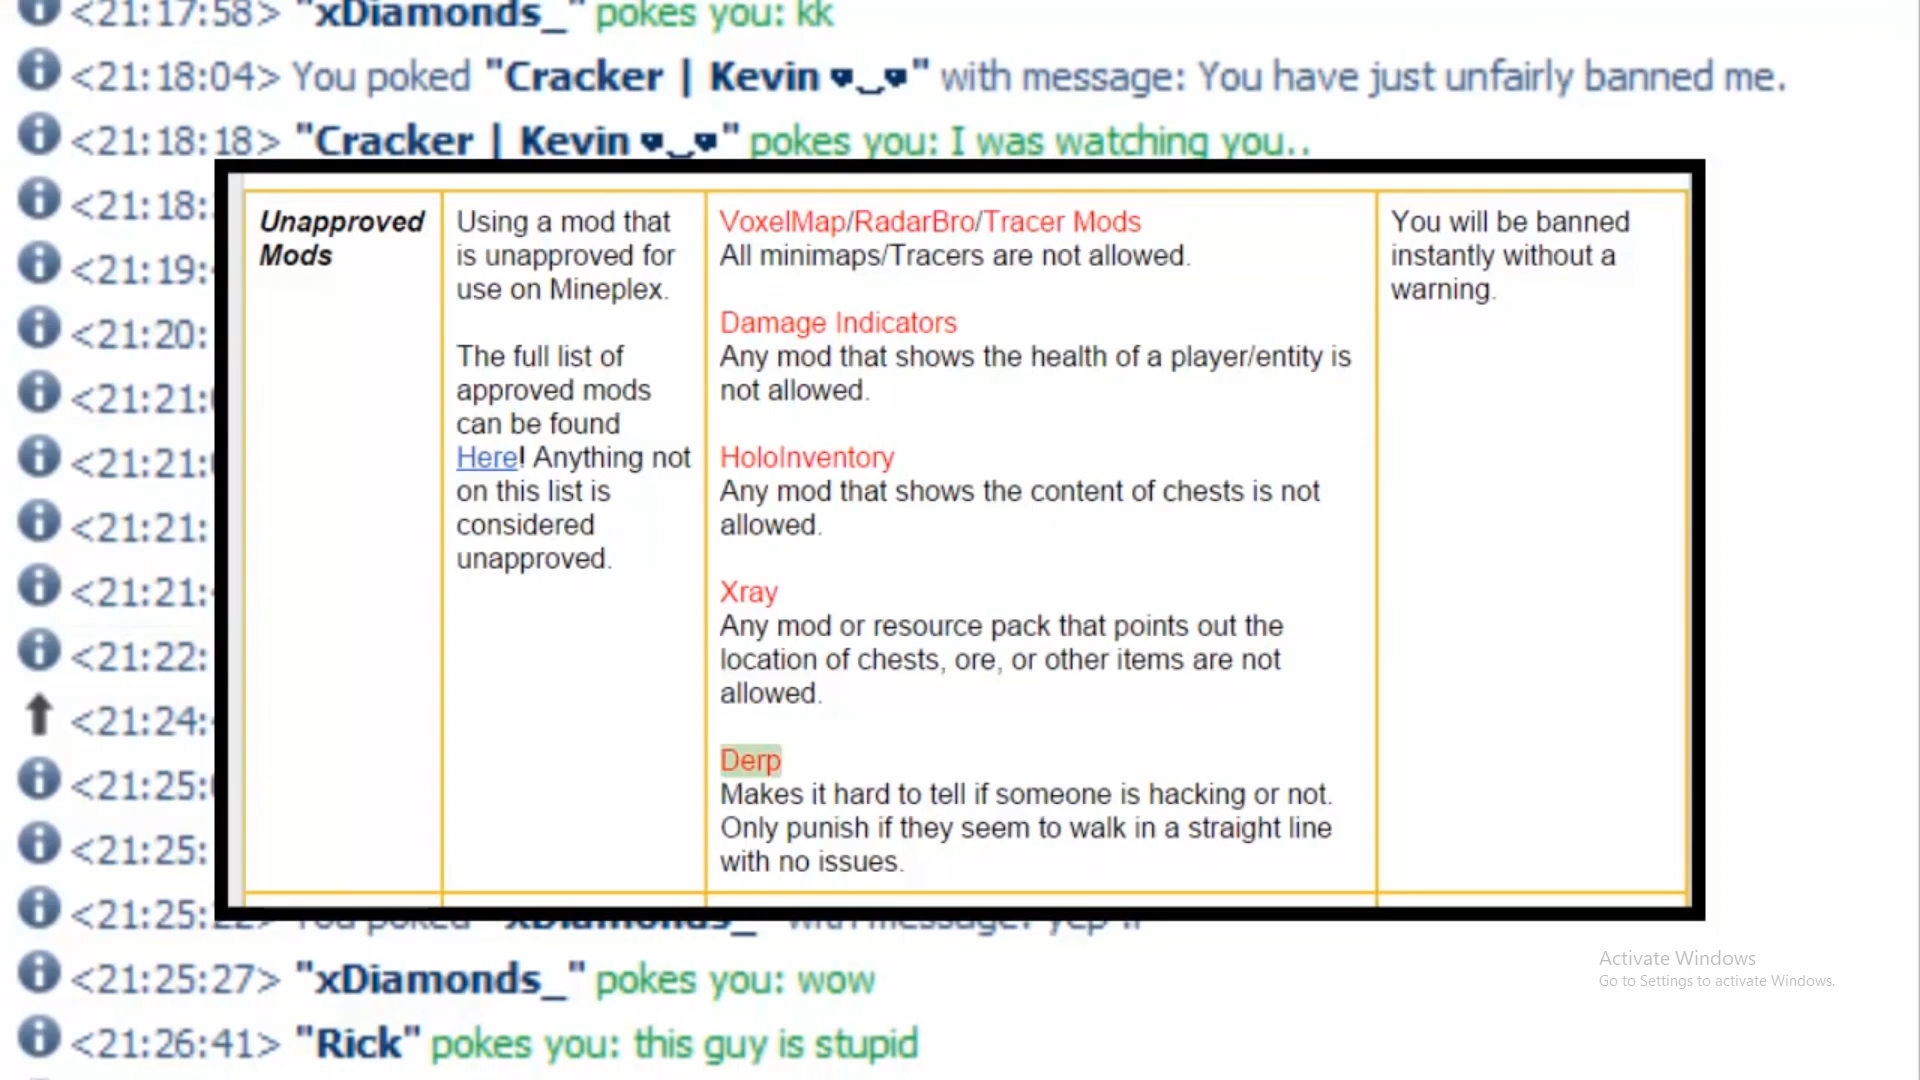 <21:17:58> "xDiamonds_" pokes you: kk
<21:18:04> You poked "Cracker | Kevin ♥‿♥" with message: You have just unfairly banned me.
<21:18:18> "Cracker | Kevin ♥‿♥" pokes you: I was watching you..
<21:18:
<21:19:
<21:20:
<21:21:
<21:21:
<21:21:
<21:21:
<21:22:
<21:24:
<21:25:
<21:25:
Unapproved
Mods
Using a mod that
is unapproved for
use on Mineplex.
The full list of
approved mods
can be found
Here! Anything not
on this list is
considered
unapproved.
VoxelMap/RadarBro/Tracer Mods
All minimaps/Tracers are not allowed.
Damage Indicators
Any mod that shows the health of a player/entity is
not allowed.
HoloInventory
Any mod that shows the content of chests is not
allowed.
Xray
Any mod or resource pack that points out the
location of chests, ore, or other items are not
allowed.
Derp
Makes it hard to tell if someone is hacking or not.
Only punish if they seem to walk in a straight line
with no issues.
You will be banned
instantly without a
warning.
<21:25:22> You poked "xDiamonds_" with message: yep
<21:25:27> "xDiamonds_" pokes you: wow
<21:26:41> "Rick" pokes you: this guy is stupid
Activate Windows
Go to Settings to activate Windows.